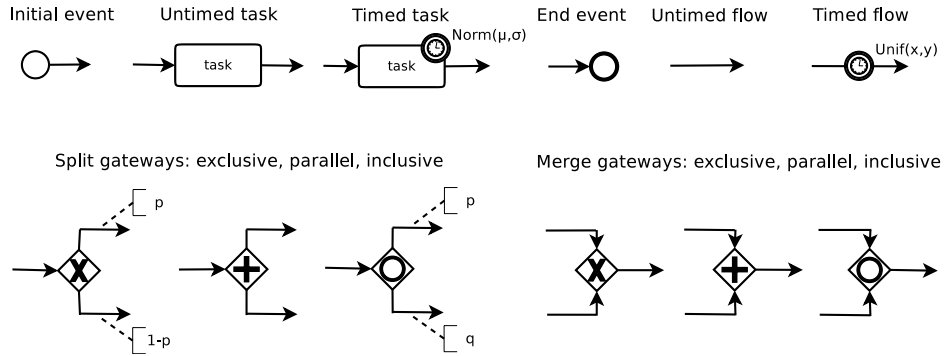 Initial event Untimed task Timed task End event Untimed flow Timed flow
Norm(μ,σ)
Unif(x,y)
task task
Split gateways: exclusive, parallel, inclusive Merge gateways: exclusive, parallel, inclusive
p p
1-p q